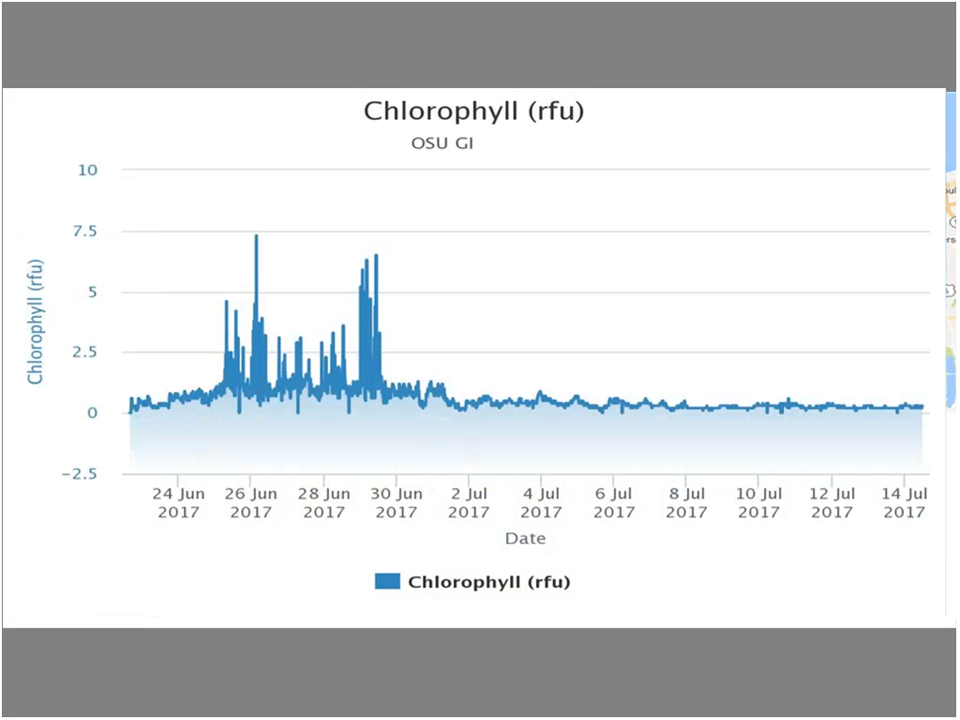 Chlorophyll (rfu)
OSU GI
Chlorophyll (rfu)
10
7.5
5
2.5
0
−2.5
24 Jun 2017
26 Jun 2017
28 Jun 2017
30 Jun 2017
2 Jul 2017
4 Jul 2017
6 Jul 2017
8 Jul 2017
10 Jul 2017
12 Jul 2017
14 Jul 2017
Date
Chlorophyll (rfu)